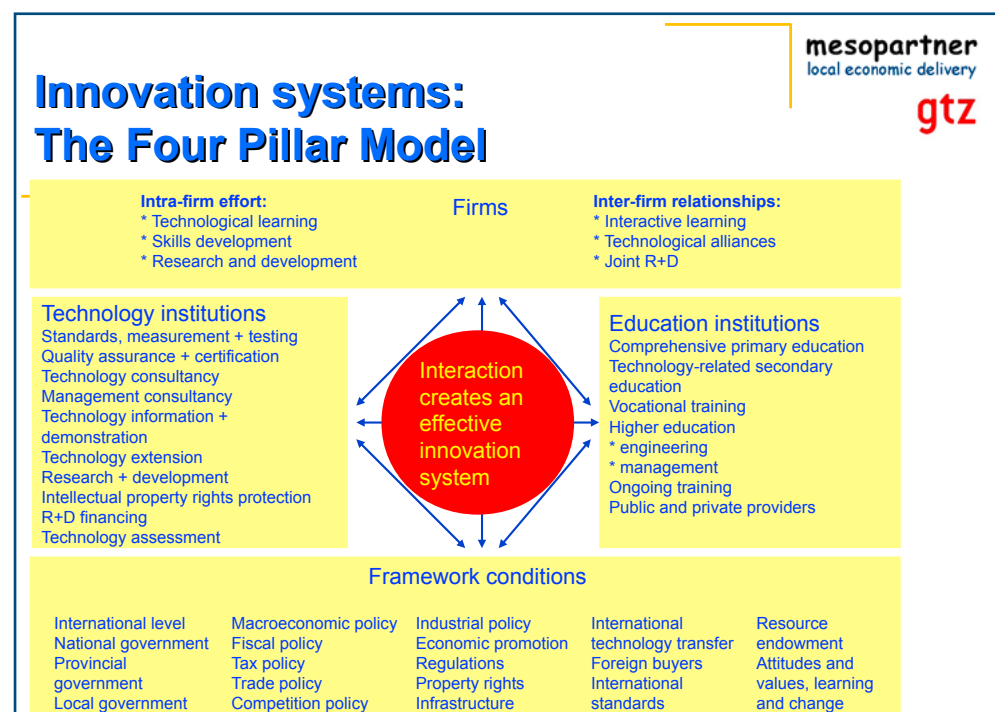 mesopartner
local economic delivery
gtz
Innovation systems:
The Four Pillar Model
Firms
Intra-firm effort:
* Technological learning
* Skills development
* Research and development
Inter-firm relationships:
* Interactive learning
* Technological alliances
* Joint R+D
Technology institutions
Standards, measurement + testing
Quality assurance + certification
Technology consultancy
Management consultancy
Technology information +
demonstration
Technology extension
Research + development
Intellectual property rights protection
R+D financing
Technology assessment
Interaction
creates an
effective
innovation
system
Education institutions
Comprehensive primary education
Technology-related secondary
education
Vocational training
Higher education
* engineering
* management
Ongoing training
Public and private providers
Framework conditions
International level
National government
Provincial
government
Local government
Macroeconomic policy
Fiscal policy
Tax policy
Trade policy
Competition policy
Industrial policy
Economic promotion
Regulations
Property rights
Infrastructure
International
technology transfer
Foreign buyers
International
standards
Resource
endowment
Attitudes and
values, learning
and change